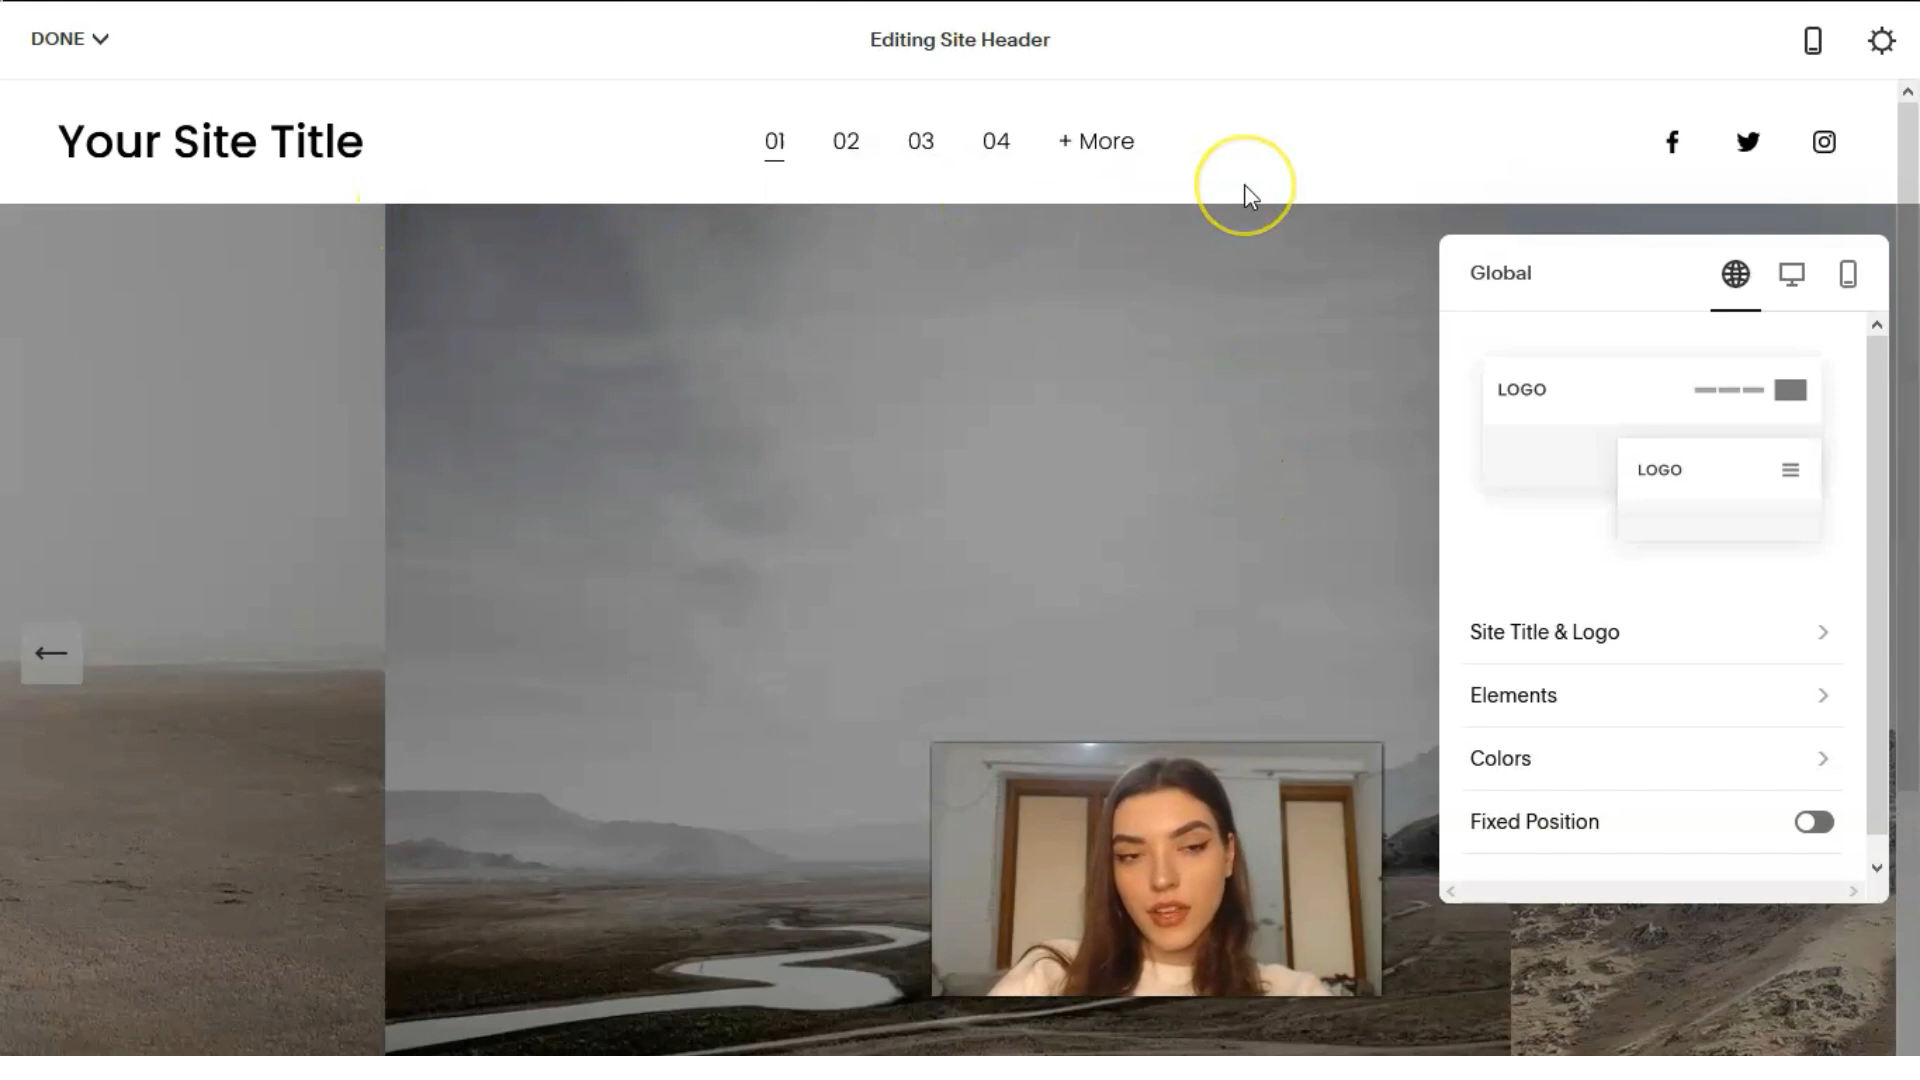 DONE
Editing Site Header
Your Site Title
01 02 03 04 + More
Global
LOGO
LOGO
Site Title & Logo
Elements
Colors
Fixed Position